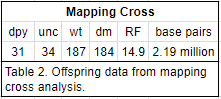 Mapping Cross
dpy unc wt dm RF base pairs
31 34 187 184 14.9 2.19 million
Table 2. Offspring data from mapping
cross analysis.